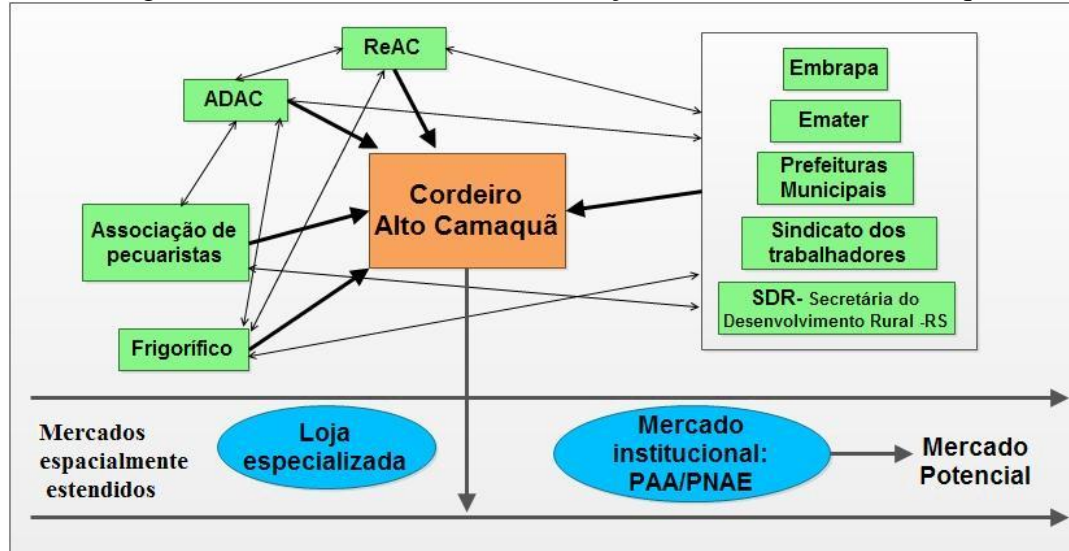 ReAC
ADAC
Associação de
pecuaristas
Frigorífico
Cordeiro
Alto Camaquã
Embrapa
Emater
Prefeituras
Municipais
Sindicato dos
trabalhadores
SDR- Secretária do
Desenvolvimento Rural -RS
Mercados
espacialmente
estendidos
Loja
especializada
Mercado
institucional:
PAA/PNAE
Mercado
Potencial